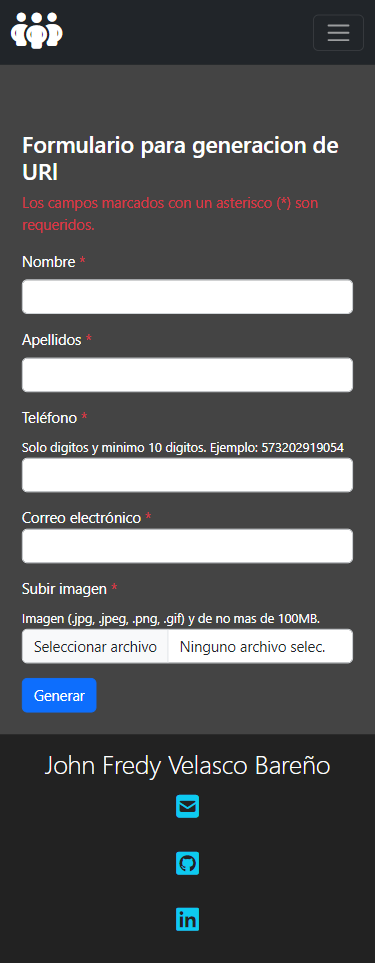 Formulario para generacion de
URl
Los campos marcados con un asterisco (*) son
requeridos.
Nombre *
Apellidos *
Teléfono *
Solo digitos y minimo 10 digitos. Ejemplo: 573202919054
Correo electrónico *
Subir imagen *
Imagen (.jpg, .jpeg, .png, .gif) y de no mas de 100MB.
Seleccionar archivo Ninguno archivo selec.
Generar
John Fredy Velasco Bareño
in